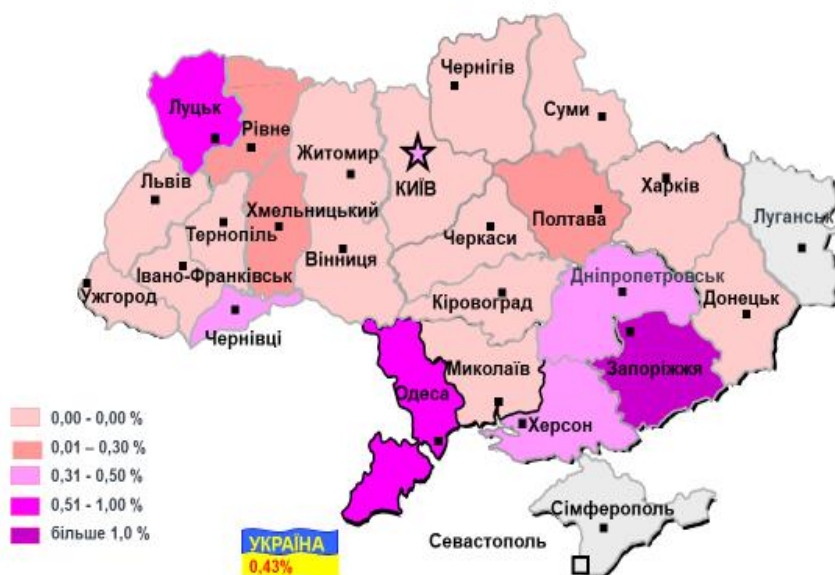 Чернігів
Суми
Луцьк
Рівне
Житомир
КИЇВ
Львів
Харків
Хмельницький
Полтава
Луганськ
Тернопіль
Черкаси
Вінниця
Івано-Франківськ
Дніпропетровськ
Ужгород
Кіровоград
Донецьк
Чернівці
Миколаїв
Запоріжжя
Одеса
Херсон
0,00 - 0,00 %
0,01 – 0,30 %
0,31 - 0,50 %
0,51 - 1,00 %
більше 1,0 %
Сімферополь
Севастополь
УКРАЇНА
0,43%